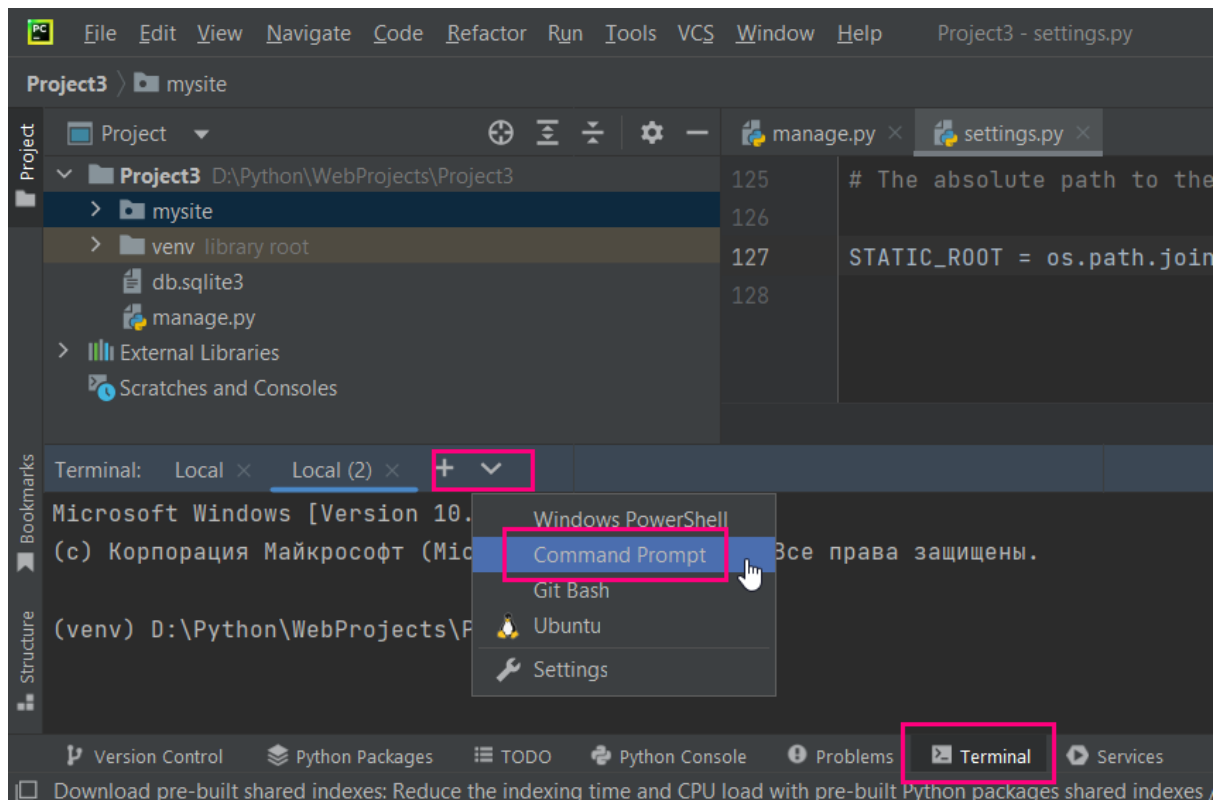 PC File Edit View Navigate Code Refactor Run Tools VCS Window Help Project3 - settings.py
Project3 mysite
Project
Project
manage.py settings.py
Project3 D:\Python\WebProjects\Project3
mysite
venv library root
db.sqlite3
manage.py
External Libraries
Scratches and Consoles
125 # The absolute path to the
126
127 STATIC_ROOT = os.path.join
128
Bookmarks
Structure
Terminal: Local Local (2)
Microsoft Windows [Version 10.
(c) Корпорация Майкрософт (Mic Все права защищены.
(venv) D:\Python\WebProjects\P
Windows PowerShell
Command Prompt
Git Bash
Ubuntu
Settings
Version Control Python Packages TODO Python Console Problems Terminal Services
Download pre-built shared indexes: Reduce the indexing time and CPU load with pre-built Python packages shared indexes /